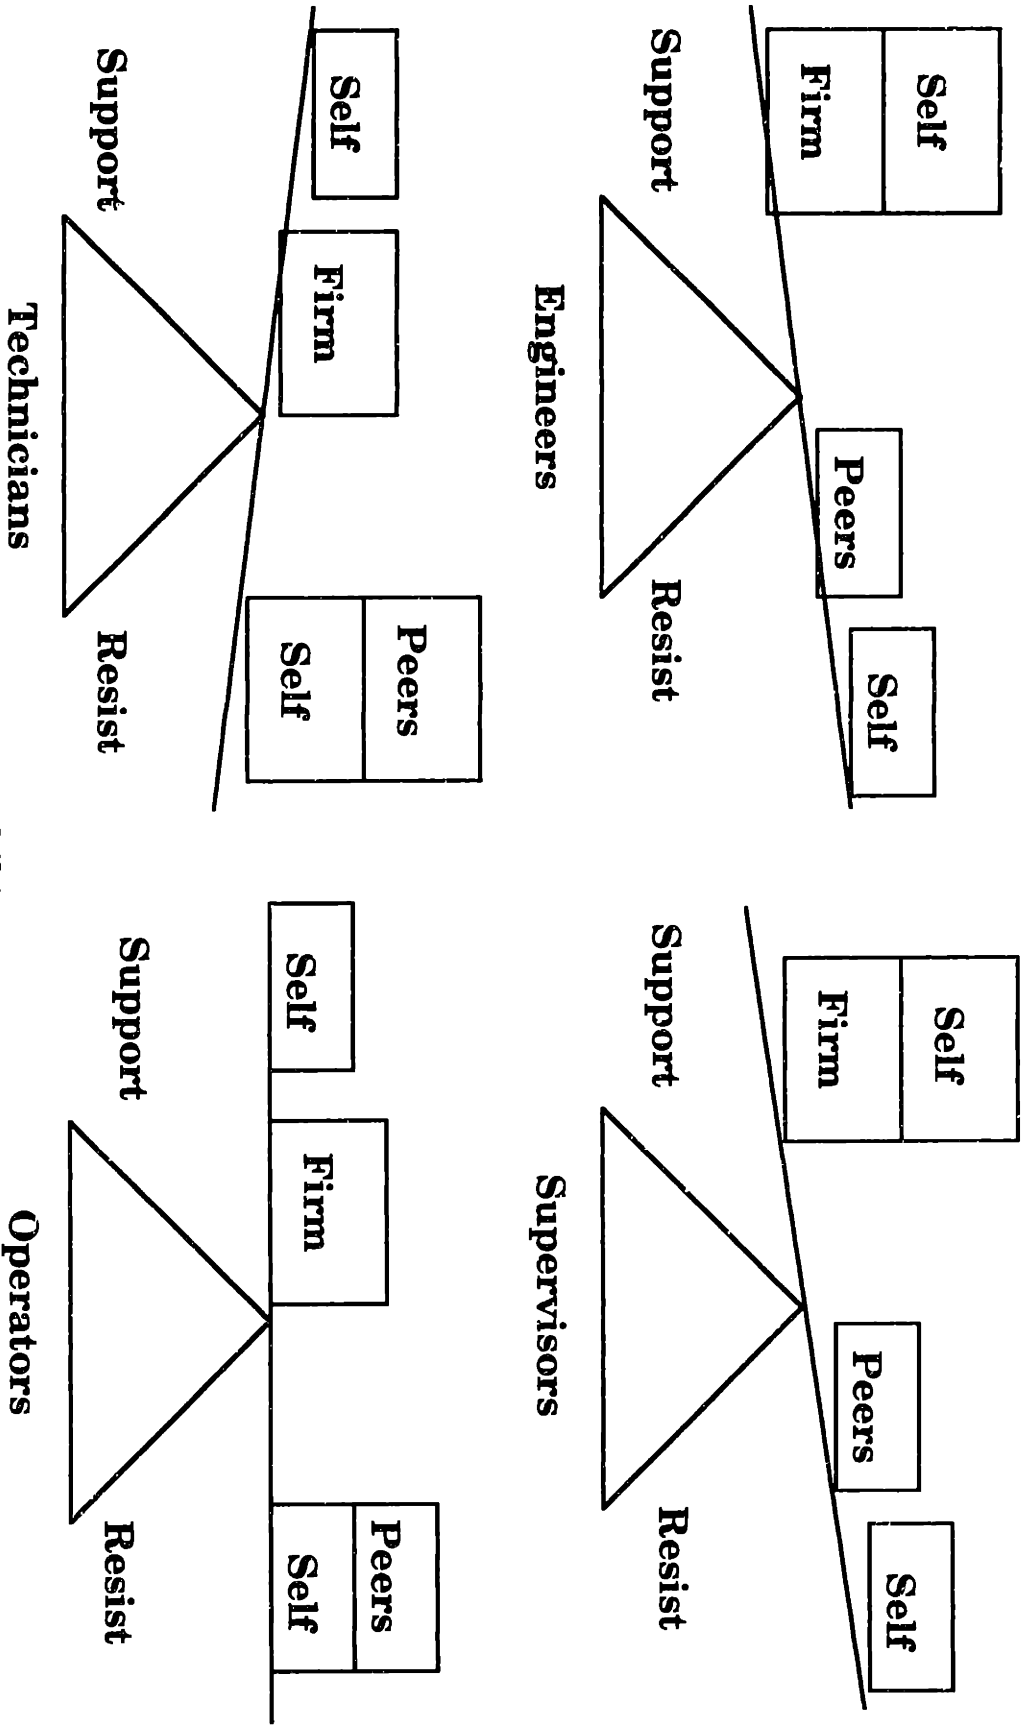 Self
Firm
Peers
Self
Support
Resist
Engineers
Self
Firm
Peers
Self
Support
Resist
Supervisors
Self
Firm
Peers
Self
Support
Resist
Technicians
Self
Firm
Peers
Self
Support
Resist
Operators